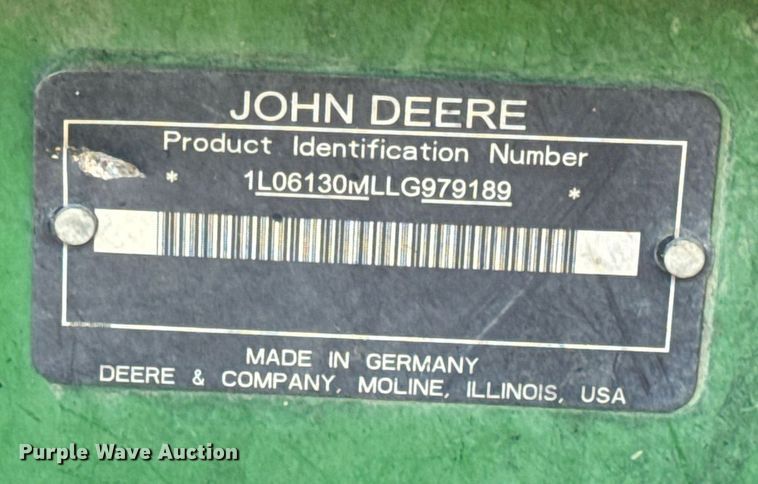 JOHN DEERE
Product Identification Number
* 1L06130MLLG979189 *
MADE IN GERMANY
DEERE & COMPANY, MOLINE, ILLINOIS, USA
Purple Wave Auction